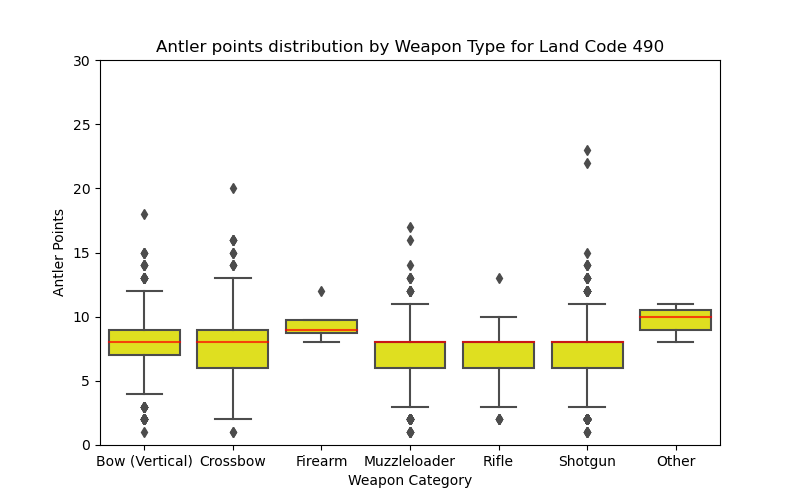 Antler points distribution by Weapon Type for Land Code 490
30
25
20
15
10
5
0
Antler Points
Bow (Vertical) Crossbow Firearm Muzzleloader Rifle Shotgun Other
Weapon Category